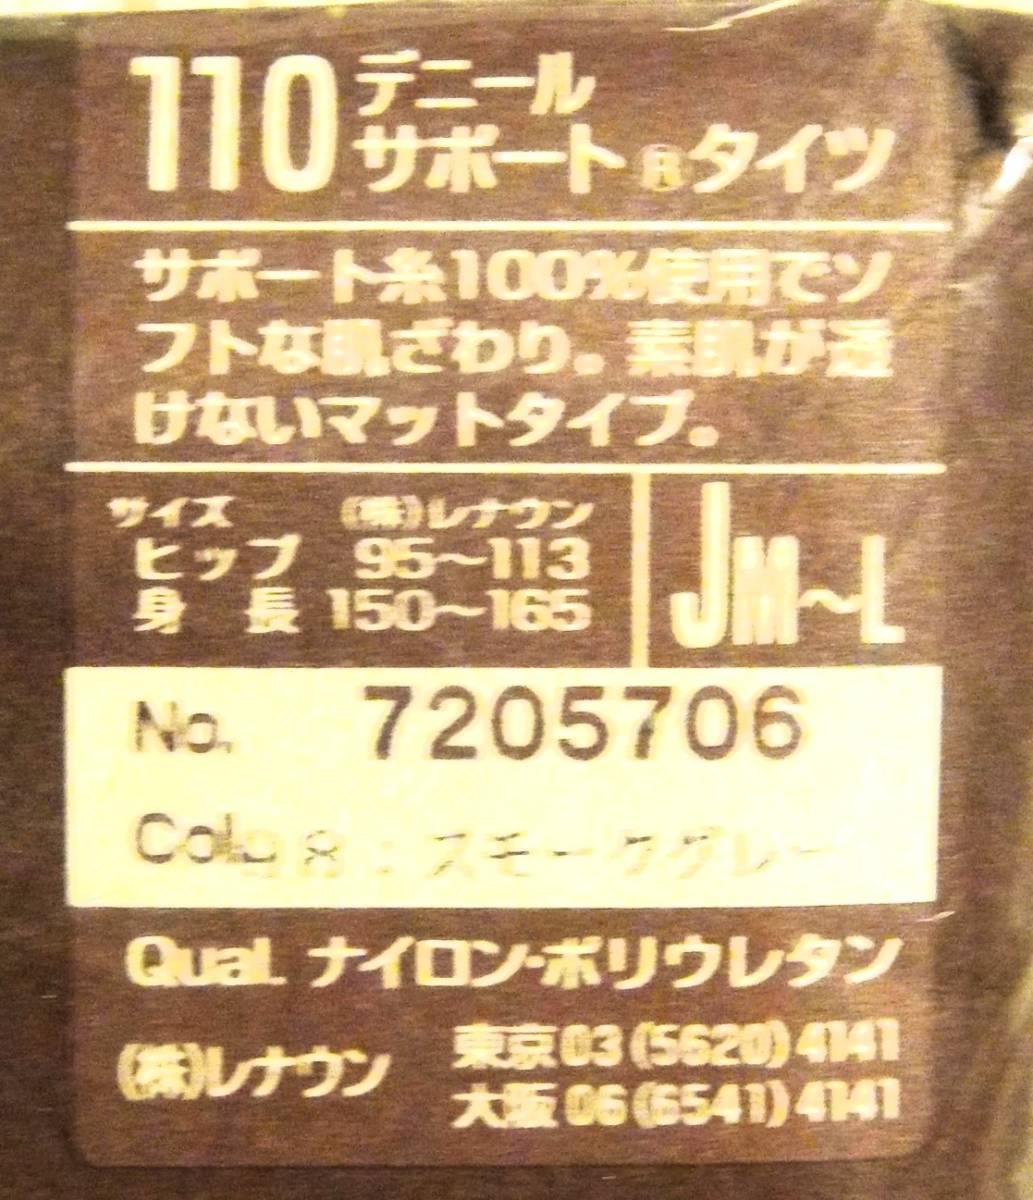 110 デニール
サポート®タイツ
サポート糸100%使用でソ
フトな肌ざわり。素肌が透
けないマットタイプ。
サイズ (株)レナウン
ヒップ 95〜113
身 長 150〜165
JM〜L
No. 7205706
Col. 98：スモークグレー
Qual. ナイロン・ポリウレタン
(株)レナウン
東京03(5620)4141
大阪06(6541)4141